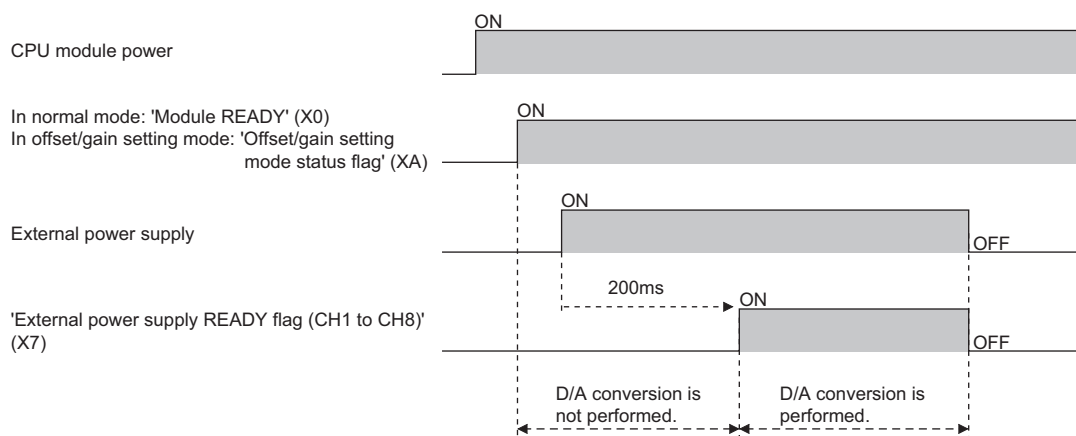 ON
CPU module power
ON
In normal mode: 'Module READY' (X0)
In offset/gain setting mode: 'Offset/gain setting
mode status flag' (XA)
ON
External power supply
OFF
200ms
ON
'External power supply READY flag (CH1 to CH8)'
(X7)
OFF
D/A conversion is
not performed.
D/A conversion is
performed.